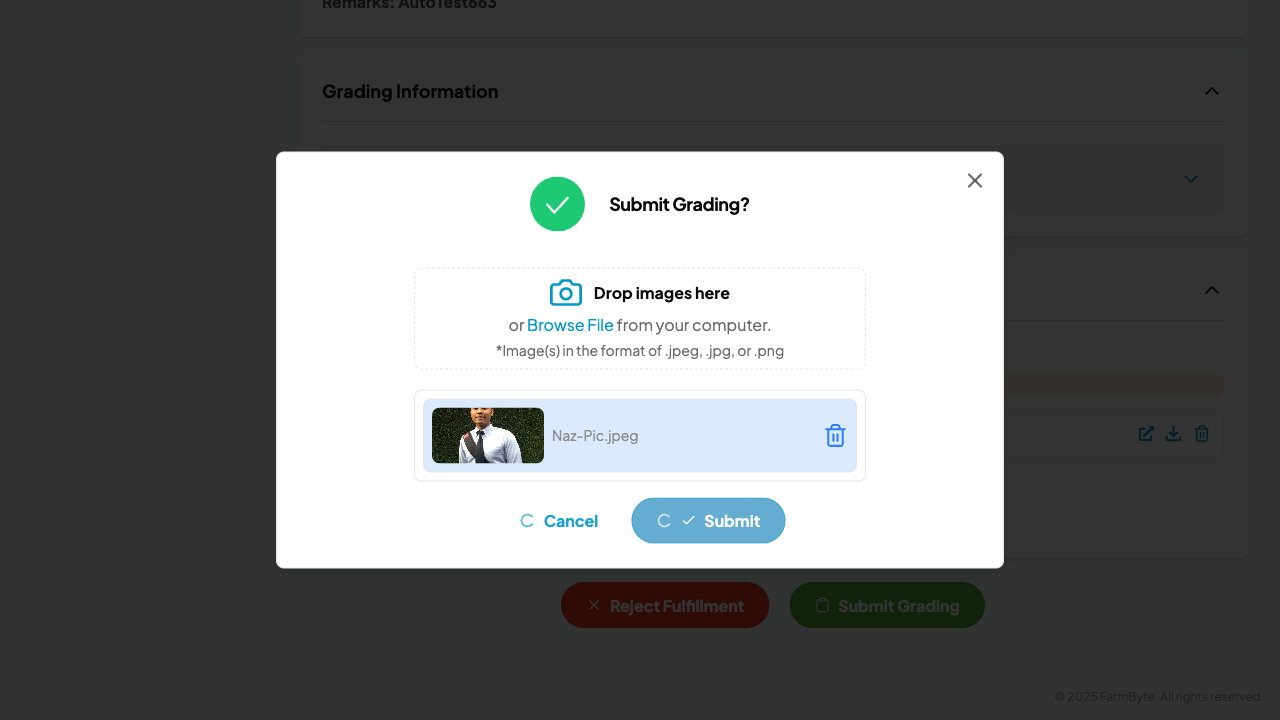 Remarks: AutoTest663
Grading Information
Submit Grading?
Drop images here
or Browse File from your computer.
*Image(s) in the format of .jpeg, .jpg, or .png
Naz-Pic.jpeg
Cancel
Submit
Reject Fulfillment
Submit Grading
© 2025 FarmByte. All rights reserved.